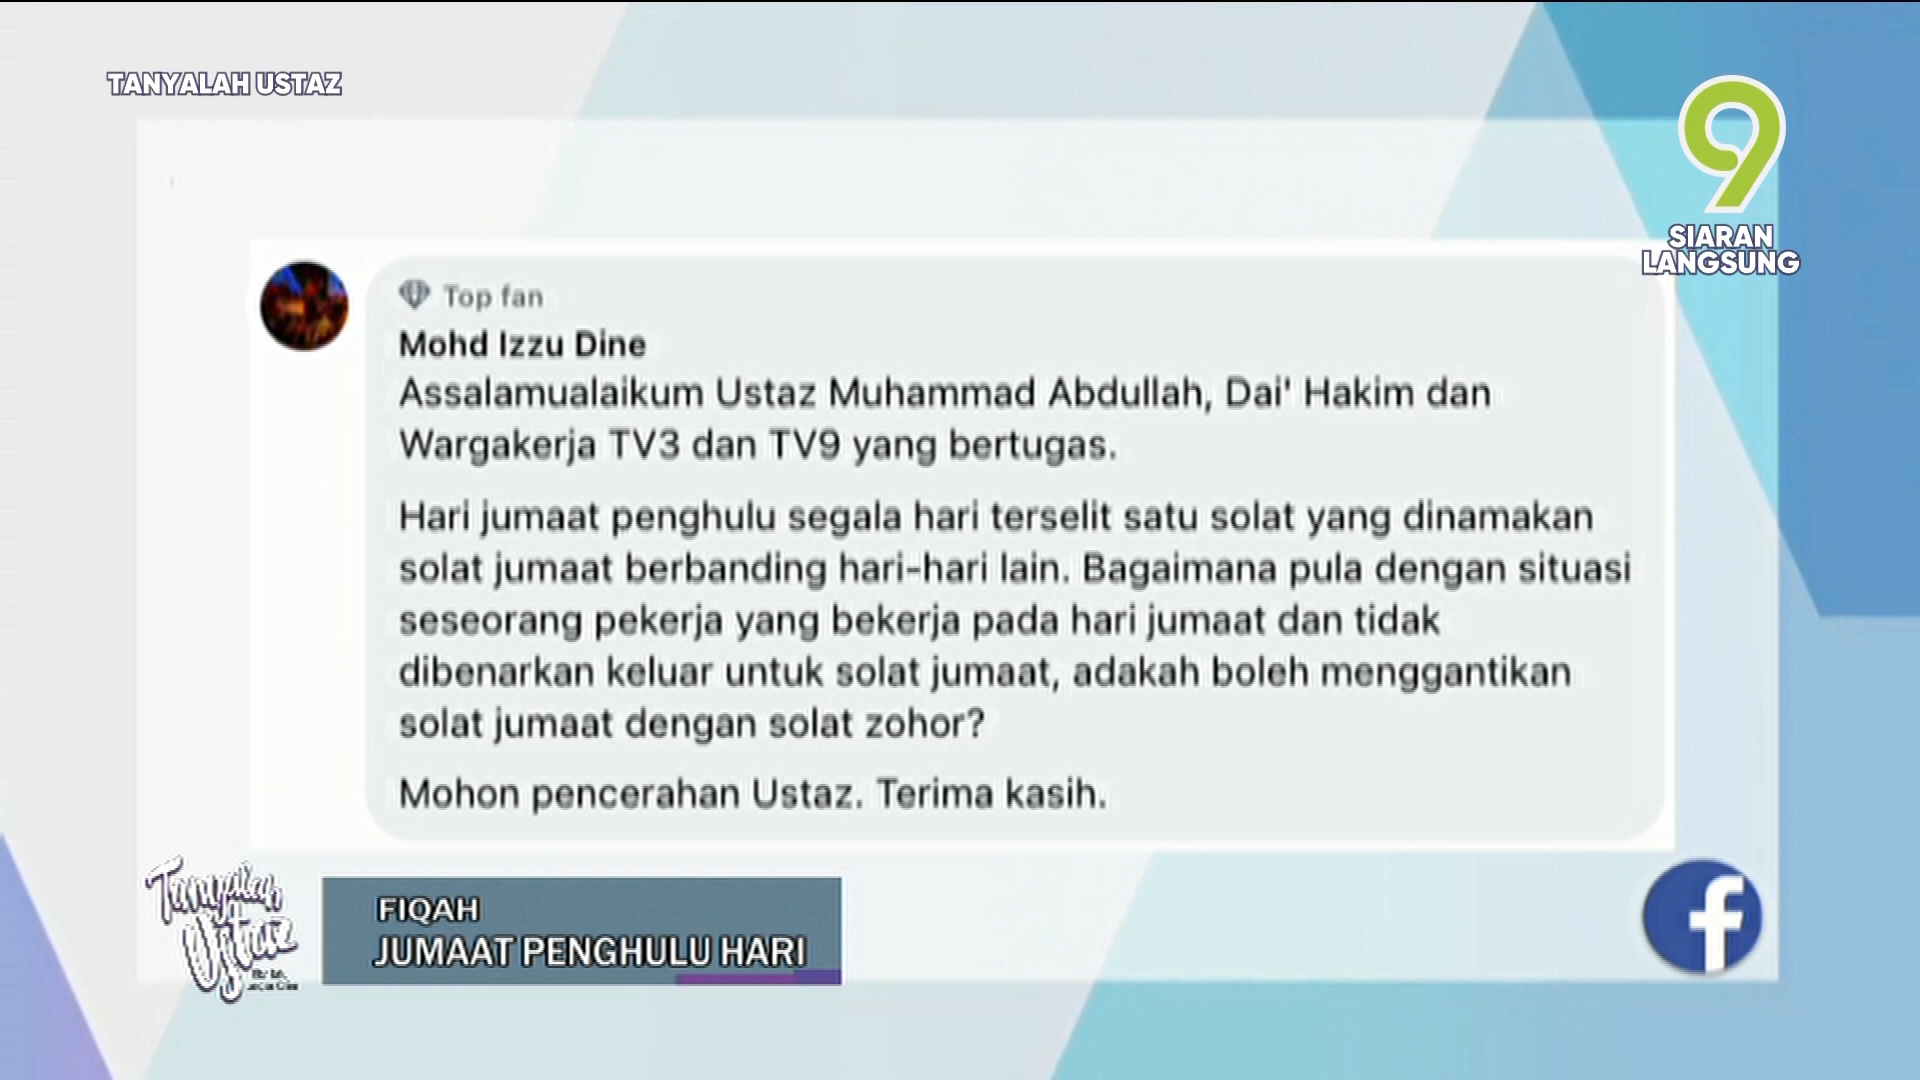 TANYALAH USTAZ
9
SIARAN
LANGSUNG
Top fan
Mohd Izzu Dine
Assalamualaikum Ustaz Muhammad Abdullah, Dai' Hakim dan
Wargakerja TV3 dan TV9 yang bertugas.
Hari jumaat penghulu segala hari terselit satu solat yang dinamakan
solat jumaat berbanding hari-hari lain. Bagaimana pula dengan situasi
seseorang pekerja yang bekerja pada hari jumaat dan tidak
dibenarkan keluar untuk solat jumaat, adakah boleh menggantikan
solat jumaat dengan solat zohor?
Mohon pencerahan Ustaz. Terima kasih.
Tanyalah
Ustaz
FIQAH
JUMAAT PENGHULU HARI
f